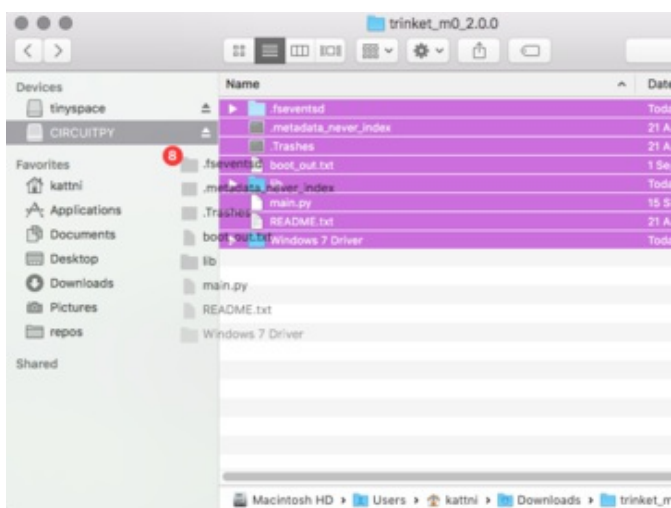 trinket_m0_2.0.0
Devices
tinyspace
CIRCUITPY
Favorites
kattni
Applications
Documents
Desktop
Downloads
Pictures
repos
Shared
Name Date
.fseventsd Toda
.metadata_never_index 21 A
.Trashes 21 A
boot_out.txt 1 Se
lib Toda
main.py 15 S
README.txt 21 A
Windows 7 Driver Toda
8
.fseventsd
.metadata_never_index
.Trashes
boot_out.txt
lib
main.py
README.txt
Windows 7 Driver
Macintosh HD Users kattni Downloads trinket_m